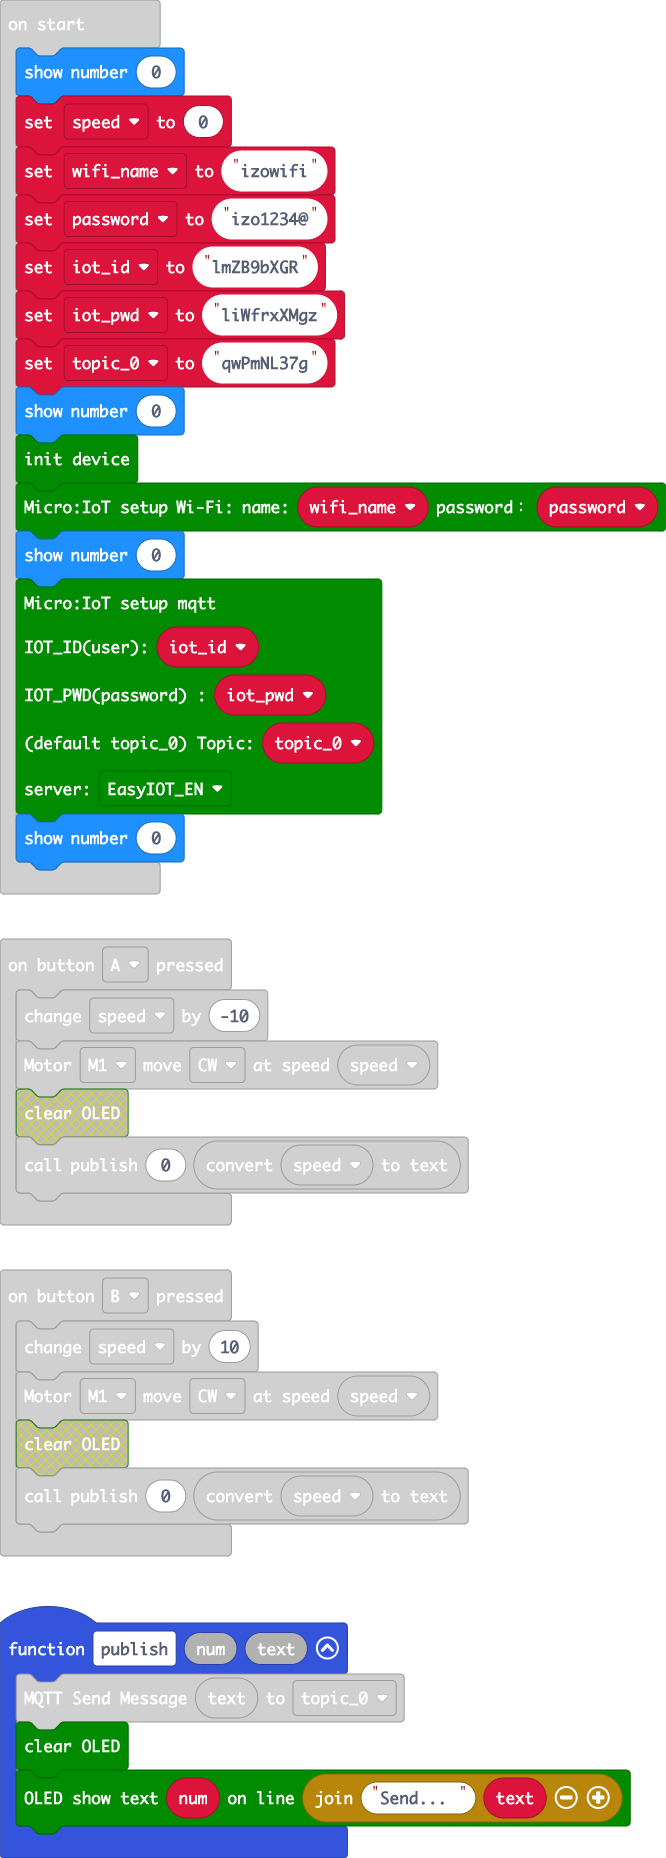 on start
show number 0
set speed to 0
set wifi_name to "izowifi"
set password to "izo1234@"
set iot_id to "lmZB9bXGR"
set iot_pwd to "liWfrxXMgz"
set topic_0 to "qwPmNL37g"
show number 0
init device
Micro:IoT setup Wi-Fi: name: wifi_name password: password
show number 0
Micro:IoT setup mqtt
IOT_ID(user): iot_id
IOT_PWD(password) : iot_pwd
(default topic_0) Topic: topic_0
server: EasyIOT_EN
show number 0
on button A pressed
change speed by -10
Motor M1 move CW at speed speed
clear OLED
call publish 0 convert speed to text
on button B pressed
change speed by 10
Motor M1 move CW at speed speed
clear OLED
call publish 0 convert speed to text
function publish num text
MQTT Send Message text to topic_0
clear OLED
OLED show text num on line join "Send... " text